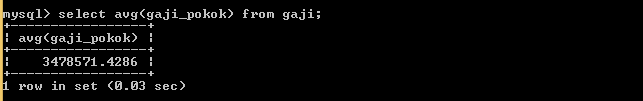 mysql> select avg(gaji_pokok) from gaji;
+-----------------+
| avg(gaji_pokok) |
+-----------------+
|    3478571.4286 |
+-----------------+
1 row in set (0.03 sec)